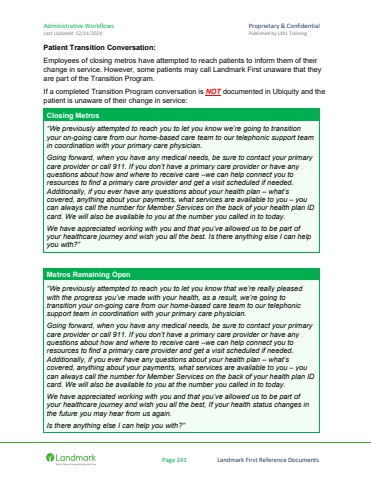 Administrative Workflows
Proprietary & Confidential
Last Updated: 12/11/2024
Published by LM1 Training
Patient Transition Conversation:
Employees of closing metros have attempted to reach patients to inform them of their
change in service. However, some patients may call Landmark First unaware that they
are part of the Transition Program.
If a completed Transition Program conversation is NOT documented in Ubiquity and the
patient is unaware of their change in service:
Closing Metros
"We previously attempted to reach you to let you know we're going to transition
your on-going care from our home-based care team to our telephonic support team
in coordination with your primary care physician.
Going forward, when you have any medical needs, be sure to contact your primary
care provider or call 911. If you don't have a primary care provider or have any
questions about how and where to receive care –we can help connect you to
resources to find a primary care provider and get a visit scheduled if needed.
Additionally, if you ever have any questions about your health plan – what's
covered, anything about your payments, what services are available to you – you
can always call the number for Member Services on the back of your health plan ID
card. We will also be available to you at the number you called in to today.
We have appreciated working with you and that you've allowed us to be part of
your healthcare journey and wish you all the best. Is there anything else I can help
you with?"
Metros Remaining Open
"We previously attempted to reach you to let you know that we're really pleased
with the progress you've made with your health, as a result, we're going to
transition your on-going care from our home-based care team to our telephonic
support team in coordination with your primary care physician.
Going forward, when you have any medical needs, be sure to contact your primary
care provider or call 911. If you don't have a primary care provider or have any
questions about how and where to receive care –we can help connect you to
resources to find a primary care provider and get a visit scheduled if needed.
Additionally, if you ever have any questions about your health plan – what's
covered, anything about your payments, what services are available to you – you
can always call the number for Member Services on the back of your health plan ID
card. We will also be available to you at the number you called in to today.
We have appreciated working with you and that you've allowed us to be part of
your healthcare journey and wish you all the best, If your health status changes in
the future you may hear from us again.
Is there anything else I can help you with?"
Landmark
Page 241
Landmark First Reference Documents